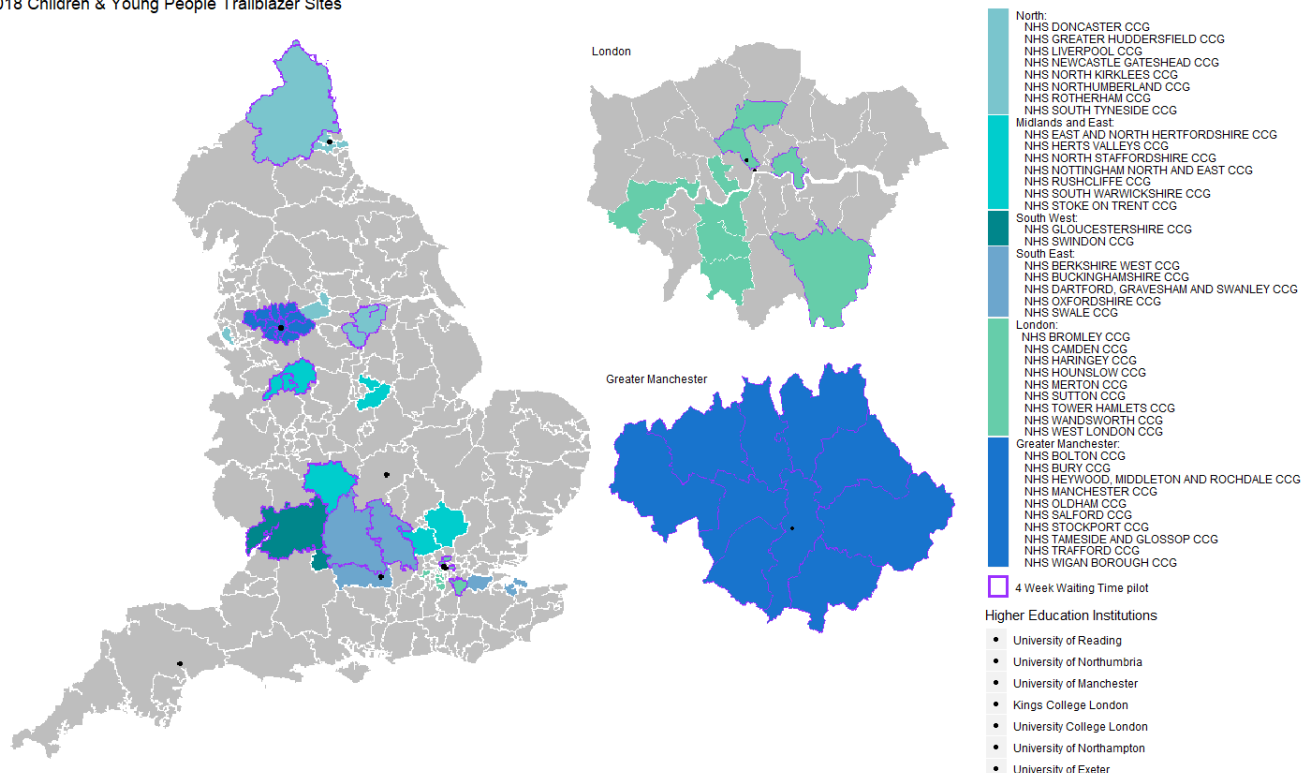 018 Children & Young People Trailblazer Sites
London
Greater Manchester
North:
NHS DONCASTER CCG
NHS GREATER HUDDERSFIELD CCG
NHS LIVERPOOL CCG
NHS NEWCASTLE GATESHEAD CCG
NHS NORTH KIRKLEES CCG
NHS NORTHUMBERLAND CCG
NHS ROTHERHAM CCG
NHS SOUTH TYNESIDE CCG
Midlands and East:
NHS EAST AND NORTH HERTFORDSHIRE CCG
NHS HERTS VALLEYS CCG
NHS NORTH STAFFORDSHIRE CCG
NHS NOTTINGHAM NORTH AND EAST CCG
NHS RUSHCLIFFE CCG
NHS SOUTH WARWICKSHIRE CCG
NHS STOKE ON TRENT CCG
South West:
NHS GLOUCESTERSHIRE CCG
NHS SWINDON CCG
South East:
NHS BERKSHIRE WEST CCG
NHS BUCKINGHAMSHIRE CCG
NHS DARTFORD, GRAVESHAM AND SWANLEY CCG
NHS OXFORDSHIRE CCG
NHS SWALE CCG
London:
NHS BROMLEY CCG
NHS CAMDEN CCG
NHS HARINGEY CCG
NHS HOUNSLOW CCG
NHS MERTON CCG
NHS SUTTON CCG
NHS TOWER HAMLETS CCG
NHS WANDSWORTH CCG
NHS WEST LONDON CCG
Greater Manchester:
NHS BOLTON CCG
NHS BURY CCG
NHS HEYWOOD, MIDDLETON AND ROCHDALE CCG
NHS MANCHESTER CCG
NHS OLDHAM CCG
NHS SALFORD CCG
NHS STOCKPORT CCG
NHS TAMESIDE AND GLOSSOP CCG
NHS TRAFFORD CCG
NHS WIGAN BOROUGH CCG
4 Week Waiting Time pilot
Higher Education Institutions
University of Reading
University of Northumbria
University of Manchester
Kings College London
University College London
University of Northampton
University of Exeter